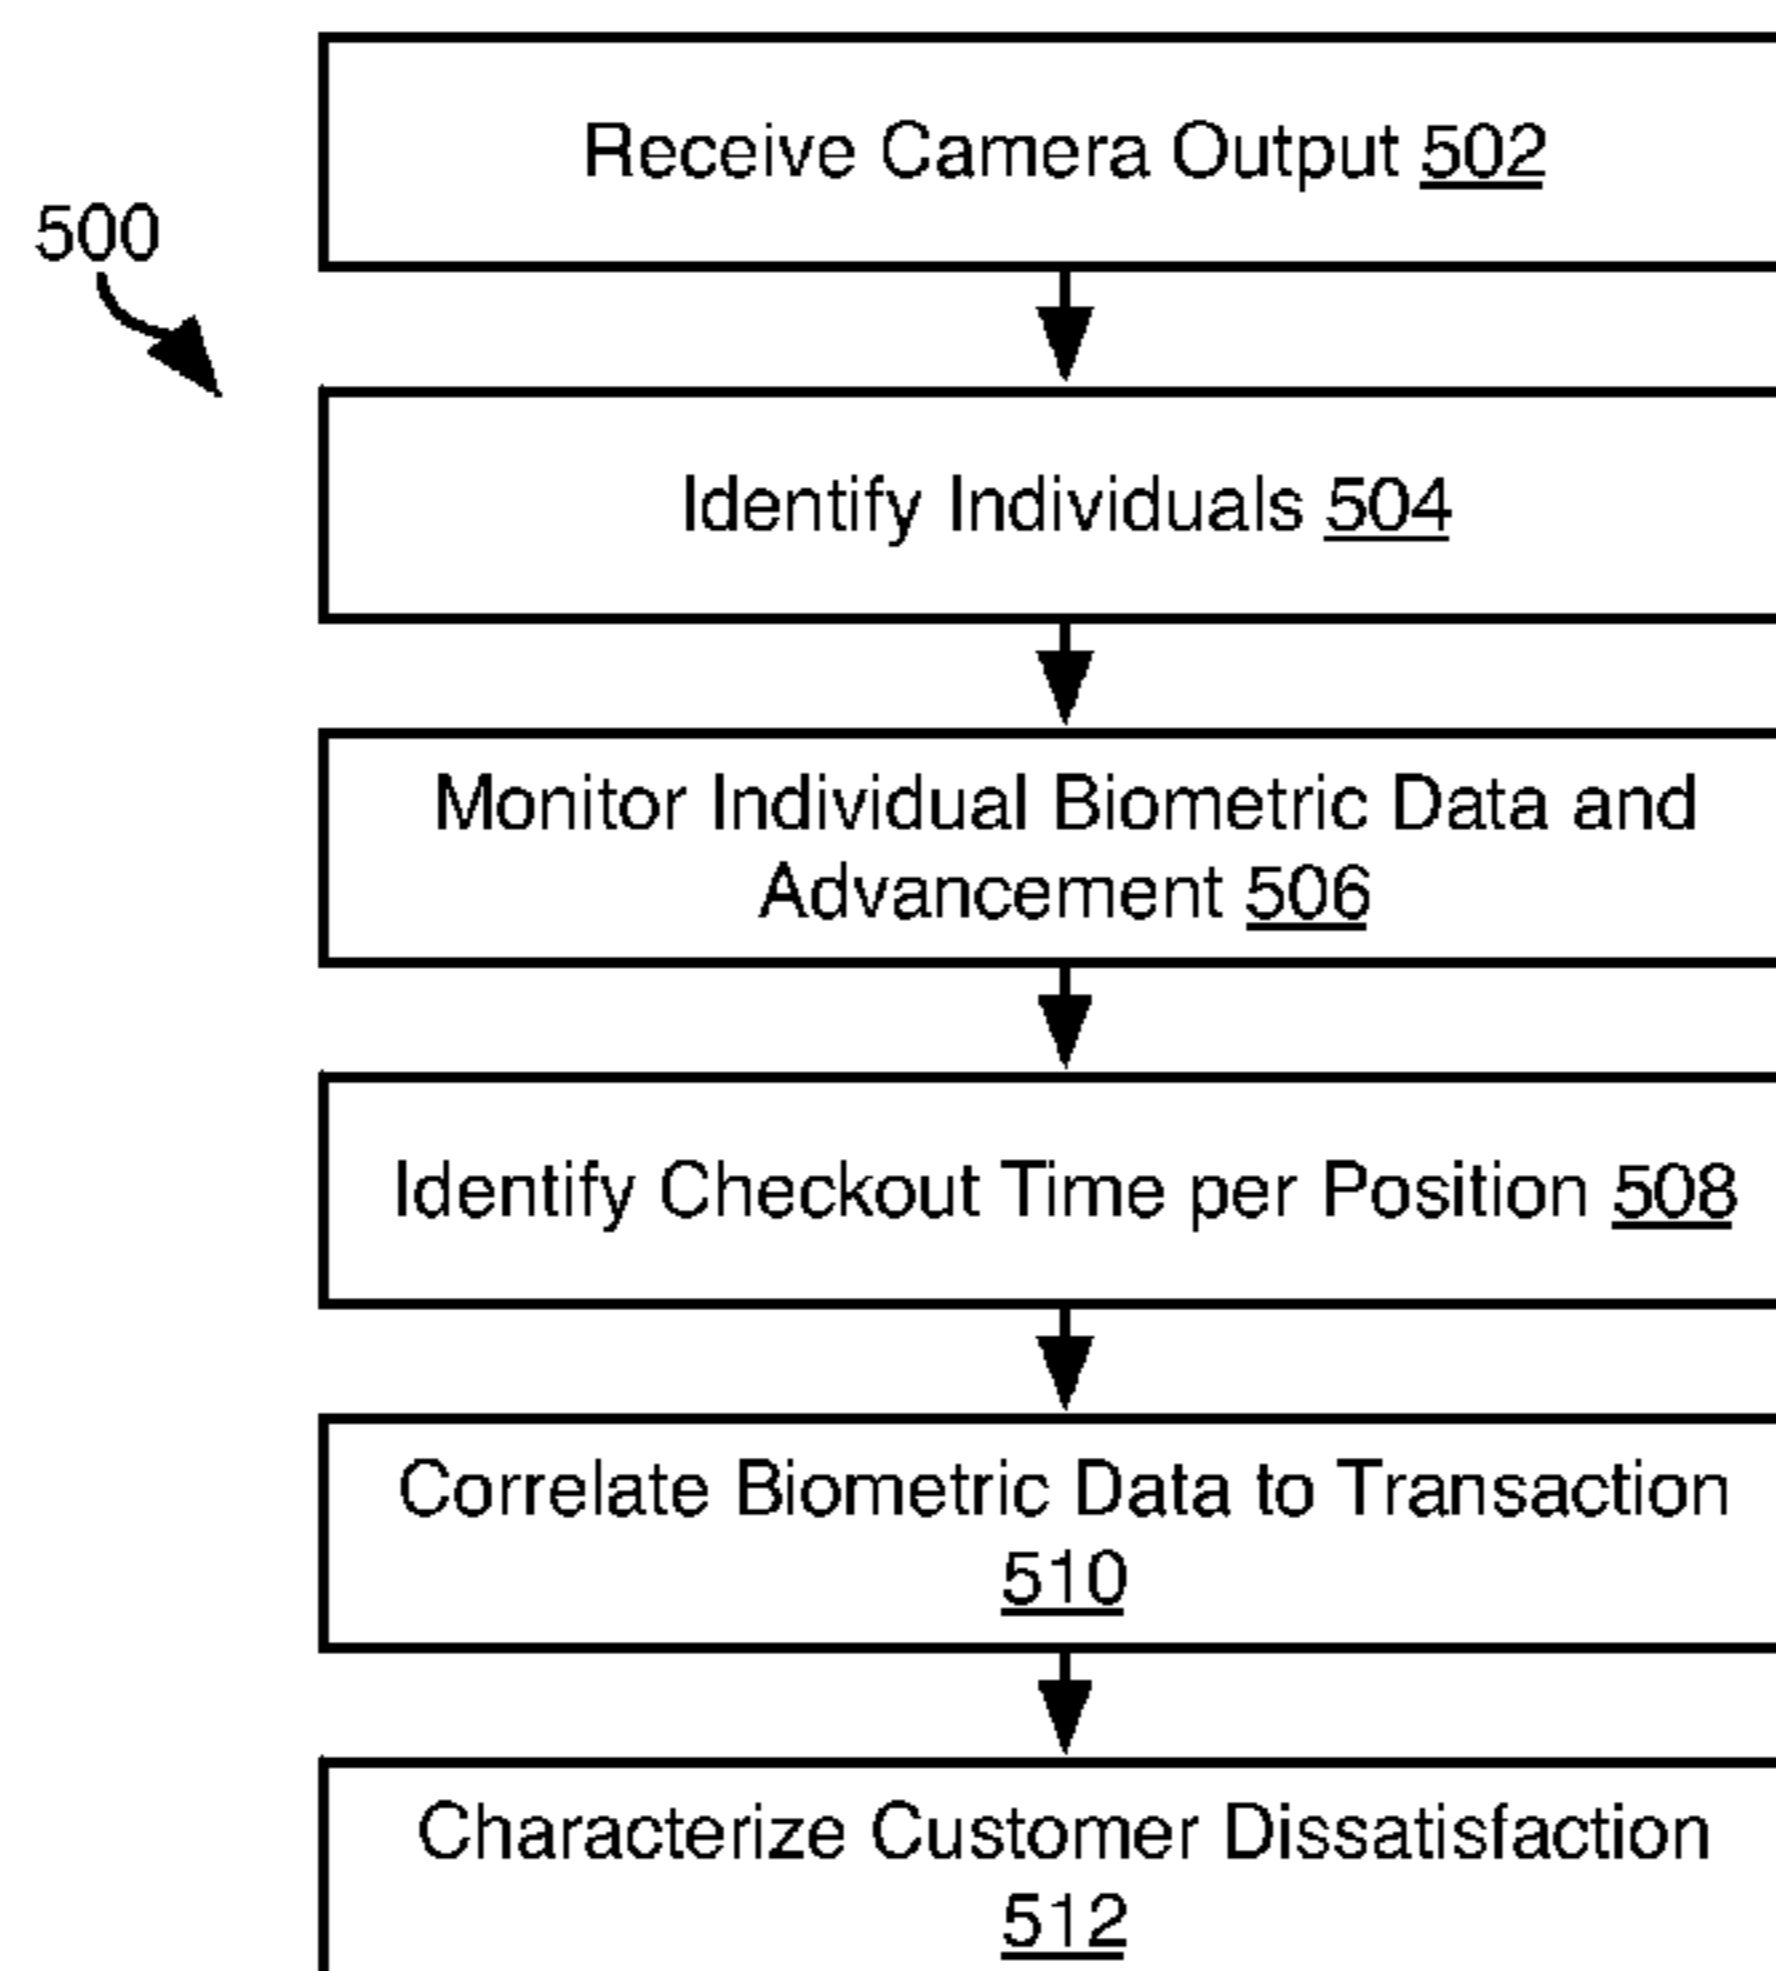 Receive Camera Output 502
500
Identify Individuals 504
Monitor Individual Biometric Data and
Advancement 506
Identify Checkout Time per Position 508
Correlate Biometric Data to Transaction
510
Characterize Customer Dissatisfaction
512